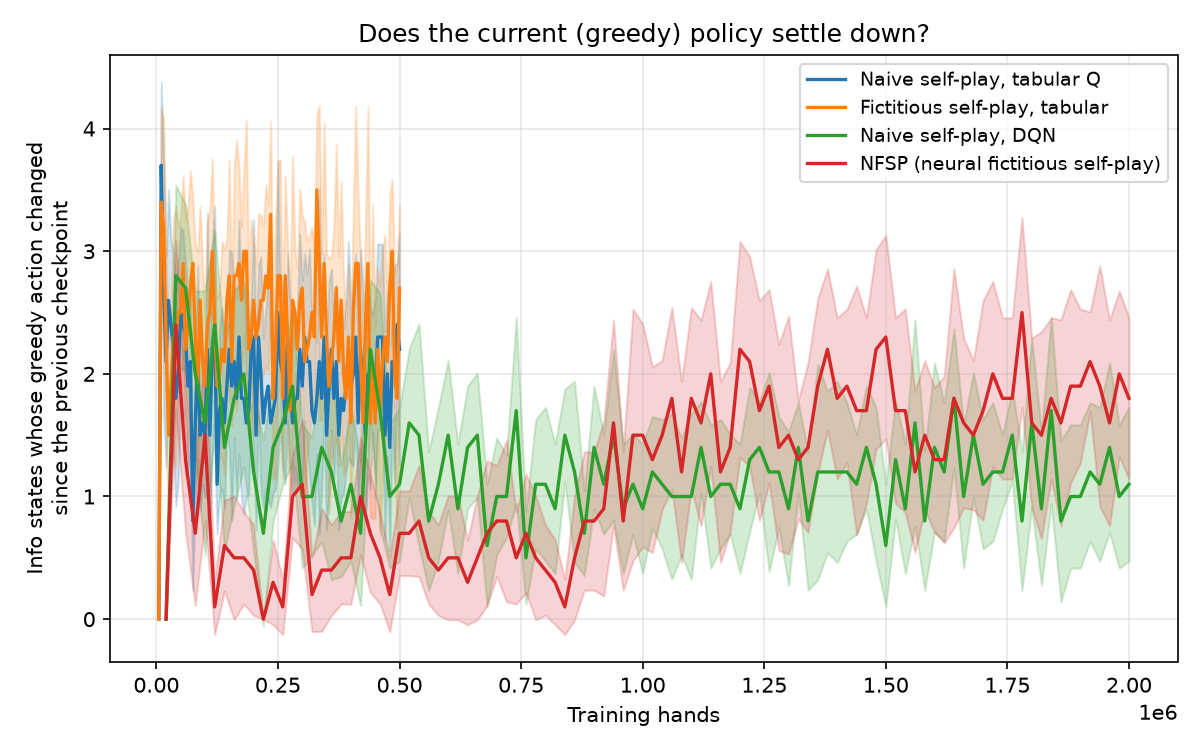 Does the current (greedy) policy settle down?
Info states whose greedy action changed
since the previous checkpoint
4
3
2
1
0
Naive self-play, tabular Q
Fictitious self-play, tabular
Naive self-play, DQN
NFSP (neural fictitious self-play)
0.00
0.25
0.50
0.75
1.00
1.25
1.50
1.75
2.00
1e6
Training hands